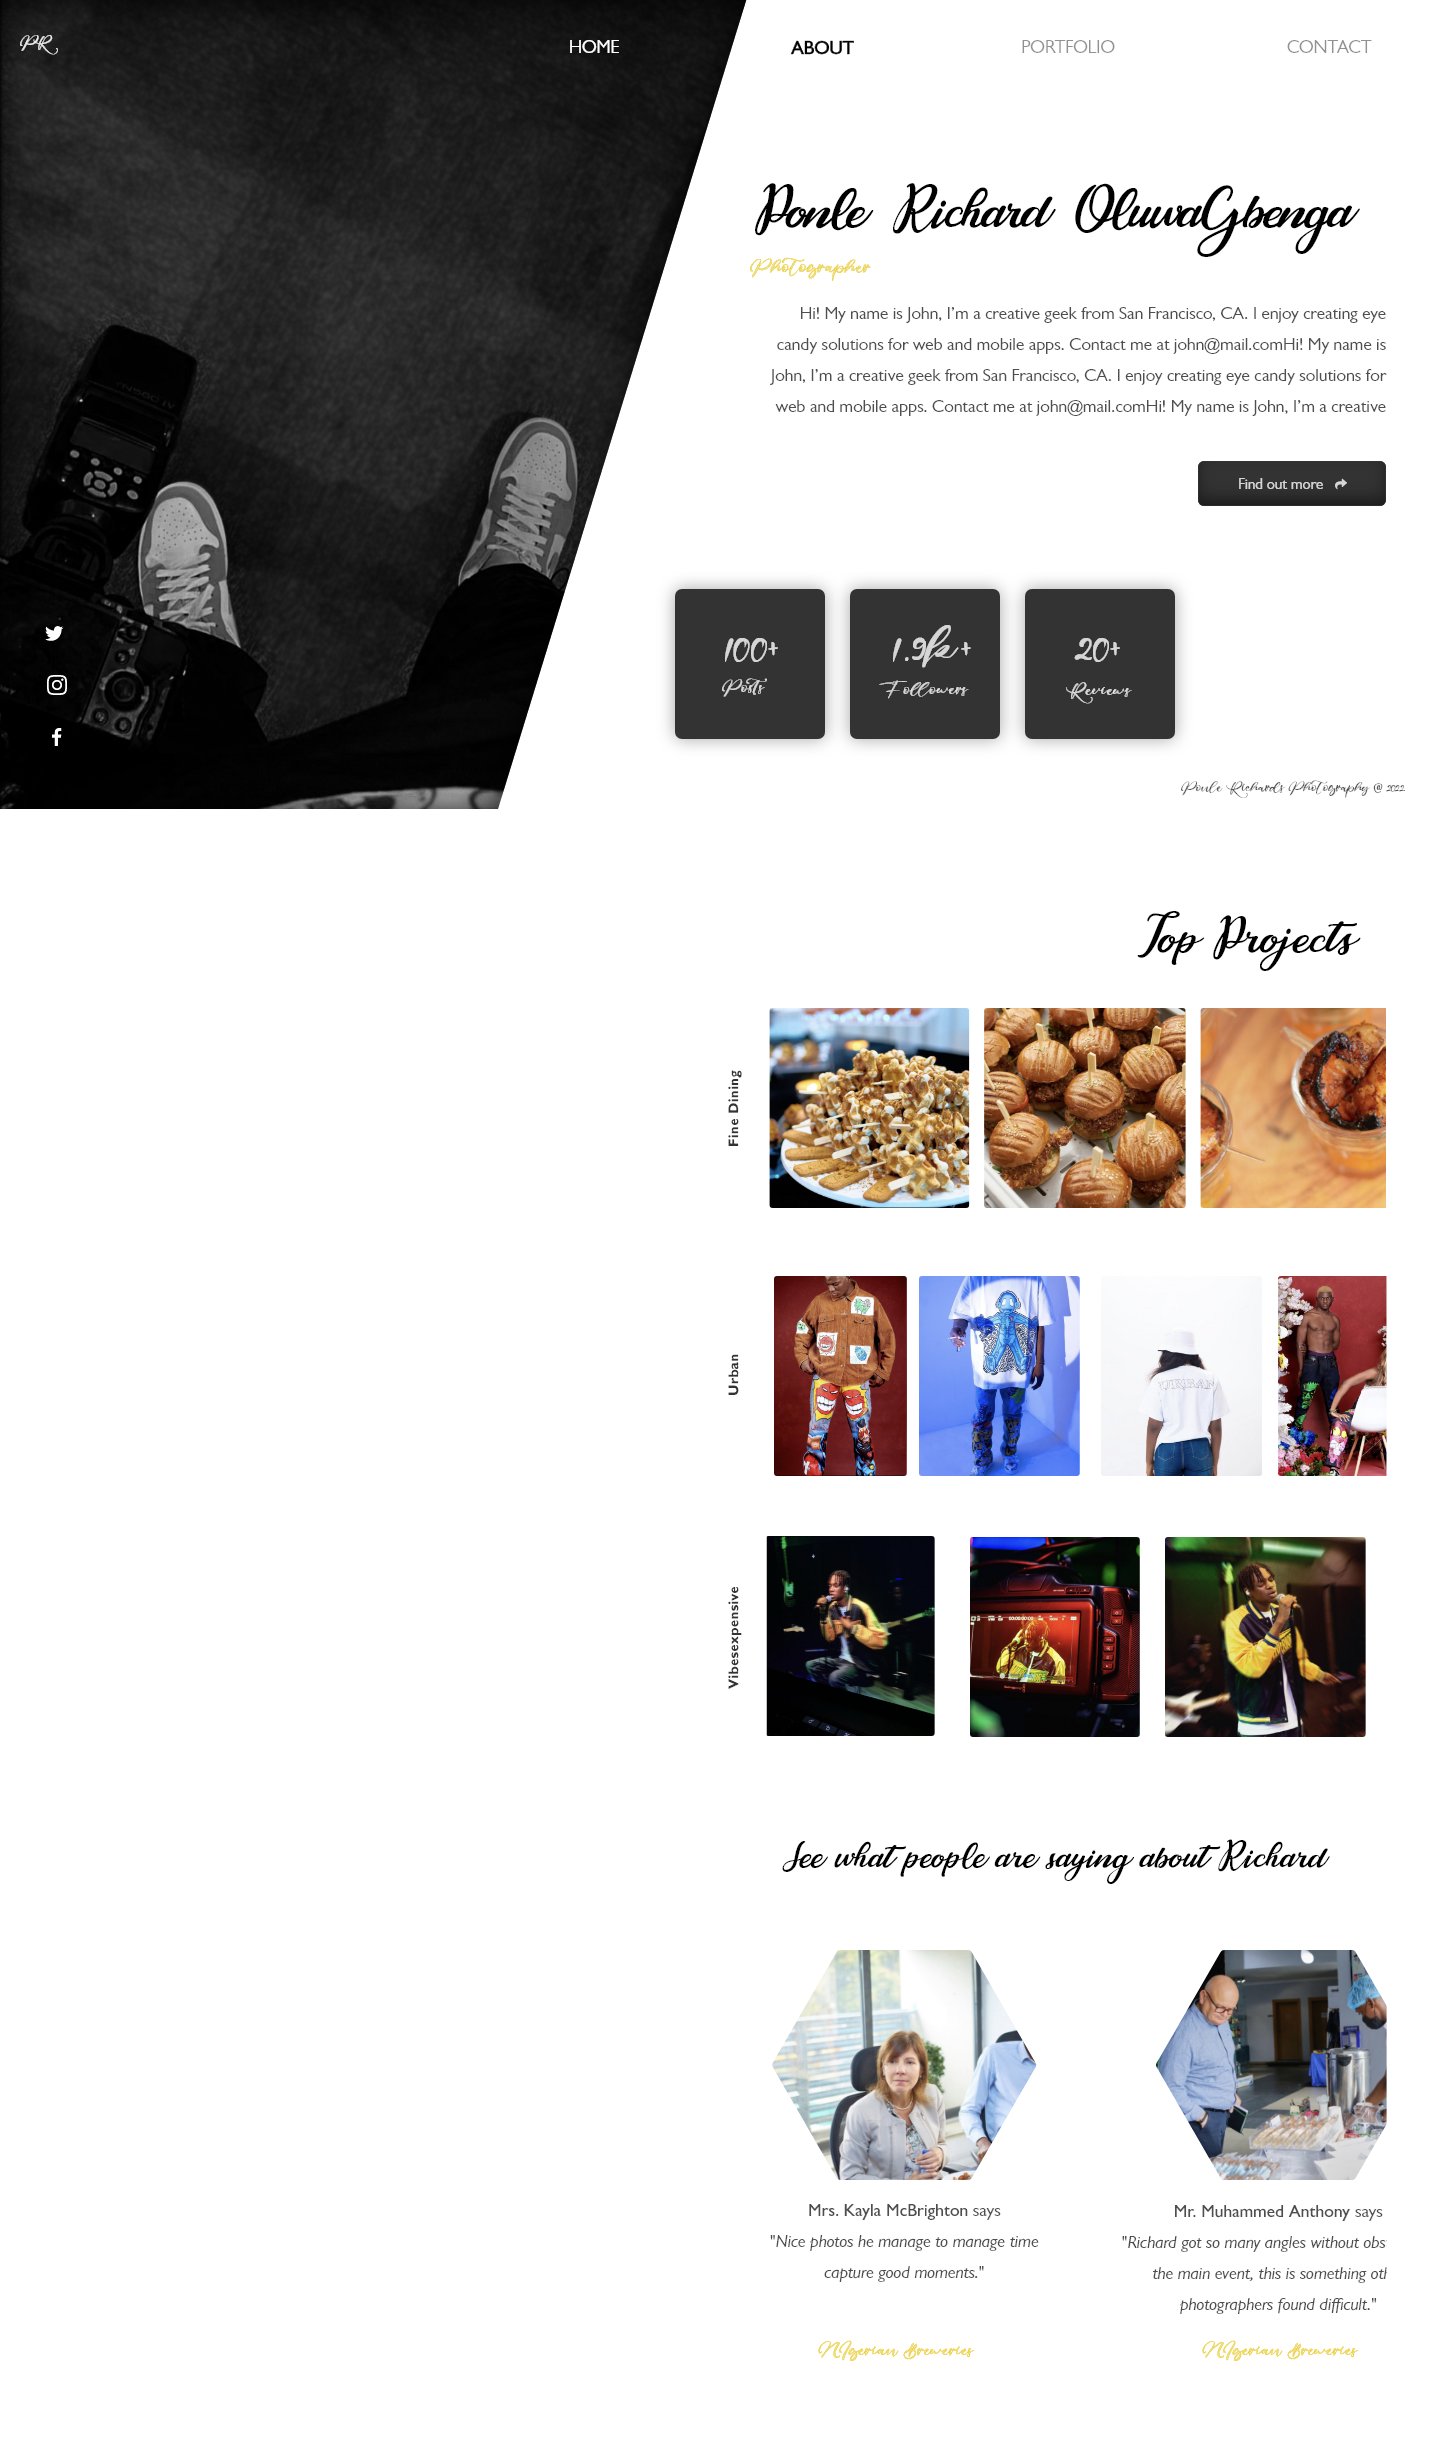 PR
HOME
ABOUT
PORTFOLIO
CONTACT
Ponle Richard OluwaGbenga
Photographer
Hi! My name is John, I'm a creative geek from San Francisco, CA. I enjoy creating eye
candy solutions for web and mobile apps. Contact me at john@mail.comHi! My name is
John, I'm a creative geek from San Francisco, CA. I enjoy creating eye candy solutions for
web and mobile apps. Contact me at john@mail.comHi! My name is John, I'm a creative
Find out more
100+
Posts
1.9k+
Followers
20+
Reviews
Ponle Richards Photography @ 2022
Top Projects
Fine Dining
Urban
URBAN
Vibesexpensive
See what people are saying about Richard
Mrs. Kayla McBrighton says
"Nice photos he manage to manage time
capture good moments."
NIgerian Breweries
Mr. Muhammed Anthony says
"Richard got so many angles without obs
the main event, this is something oth
photographers found difficult."
NIgerian Breweries